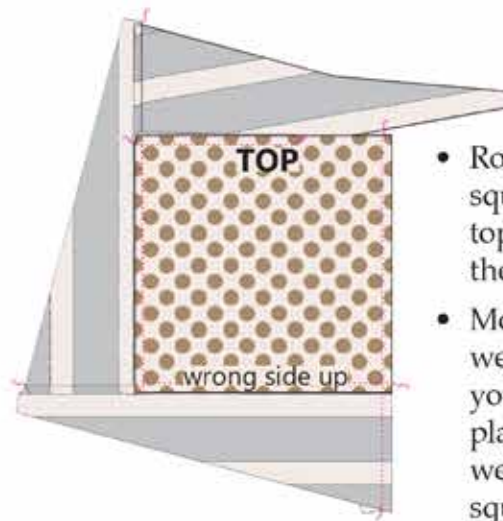 TOP
wrong side up
• Ro
squ
top
the
• Mo
we
yo
pla
we
squ